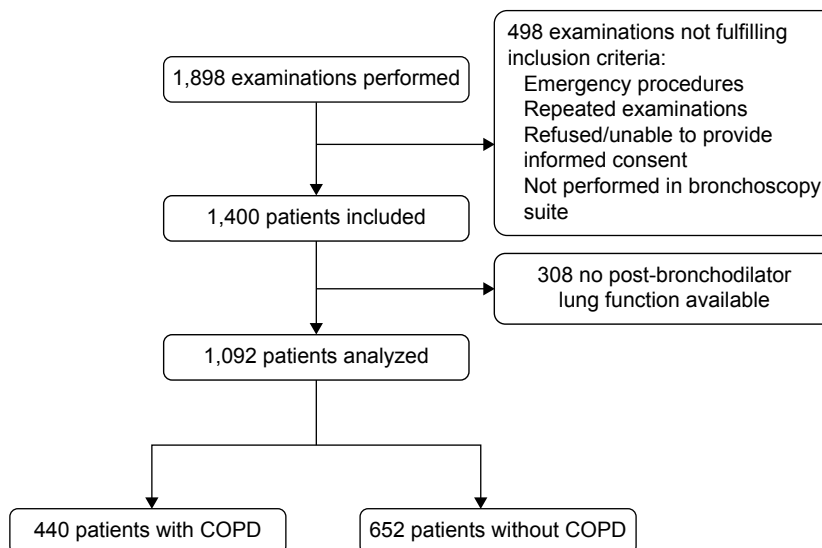 498 examinations not fulfilling
inclusion criteria:
Emergency procedures
Repeated examinations
Refused/unable to provide
informed consent
Not performed in bronchoscopy
suite
1,898 examinations performed
1,400 patients included
308 no post-bronchodilator
lung function available
1,092 patients analyzed
440 patients with COPD
652 patients without COPD